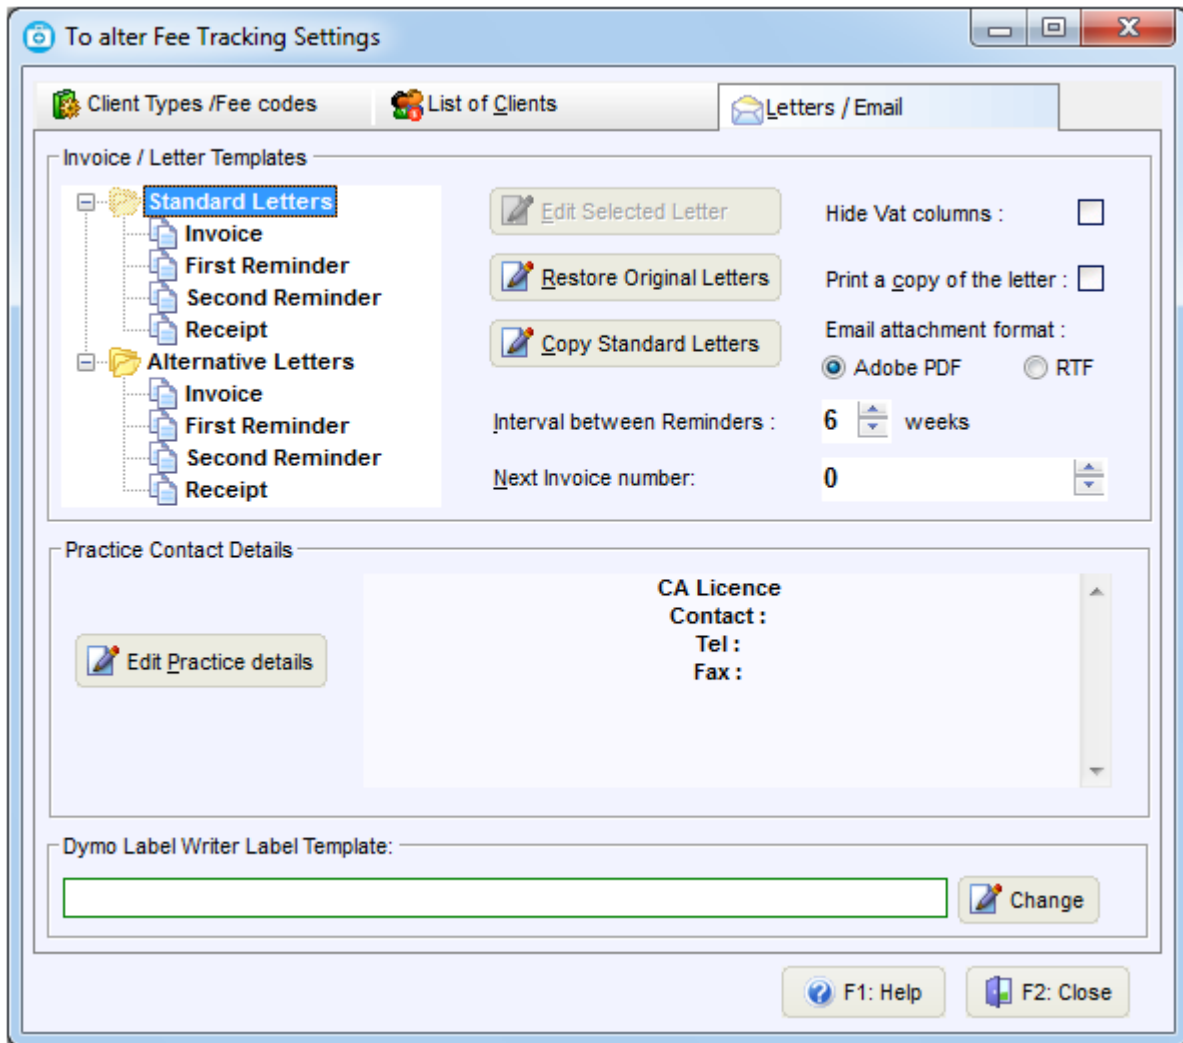 To alter Fee Tracking Settings
Client Types /Fee codes
List of Clients
Letters / Email
Invoice / Letter Templates
Standard Letters
Invoice
First Reminder
Second Reminder
Receipt
Alternative Letters
Invoice
First Reminder
Second Reminder
Receipt
Edit Selected Letter
Restore Original Letters
Copy Standard Letters
Hide Vat columns :
Print a copy of the letter :
Email attachment format :
Adobe PDF RTF
Interval between Reminders : 6 weeks
Next Invoice number: 0
Practice Contact Details
Edit Practice details
CA Licence
Contact :
Tel :
Fax :
Dymo Label Writer Label Template:
Change
F1: Help
F2: Close